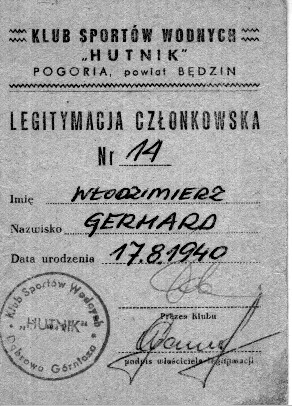 KLUB SPORTÓW WODNYCH
„HUTNIK”
POGORIA, powiat BĘDZIN
LEGITYMACJA CZŁONKOWSKA
Nr 14
Imię WŁODZIMIERZ
Nazwisko GERHARD
Data urodzenia 17.8.1940
Prezes Klubu
podpis właściciela legitymacji
Klub Sportów Wodnych
„HUTNIK”
Dąbrowa Górnicza